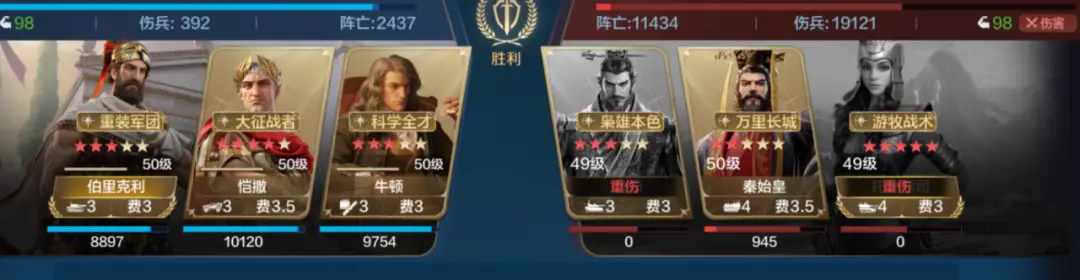 98 伤兵: 392 阵亡:2437
胜利
阵亡:11434 伤兵:19121 98 伤害
重装军团 大征战者 科学全才
50级 50级 50级
伯里克利 恺撒 牛顿
3 费3 3 费3.5 3 费3
8897 10120 9754
枭雄本色 万里长城 游牧战术
49级 50级 49级
重伤 秦始皇 重伤
3 费3 4 费3.5 4 费3
0 945 0